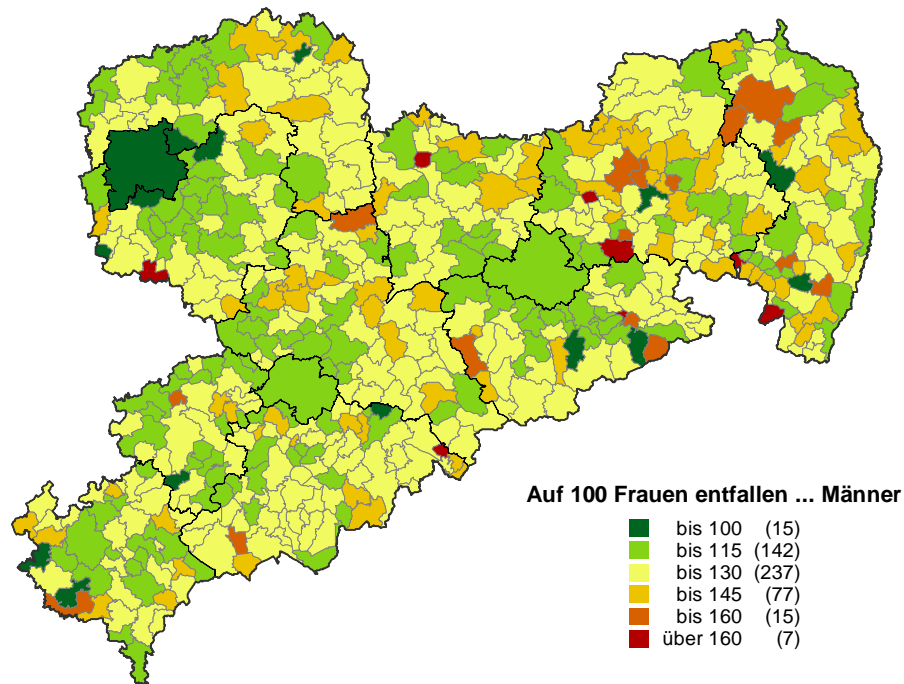 Auf 100 Frauen entfallen ... Männer
bis 100 (15)
bis 115 (142)
bis 130 (237)
bis 145 (77)
bis 160 (15)
über 160 (7)